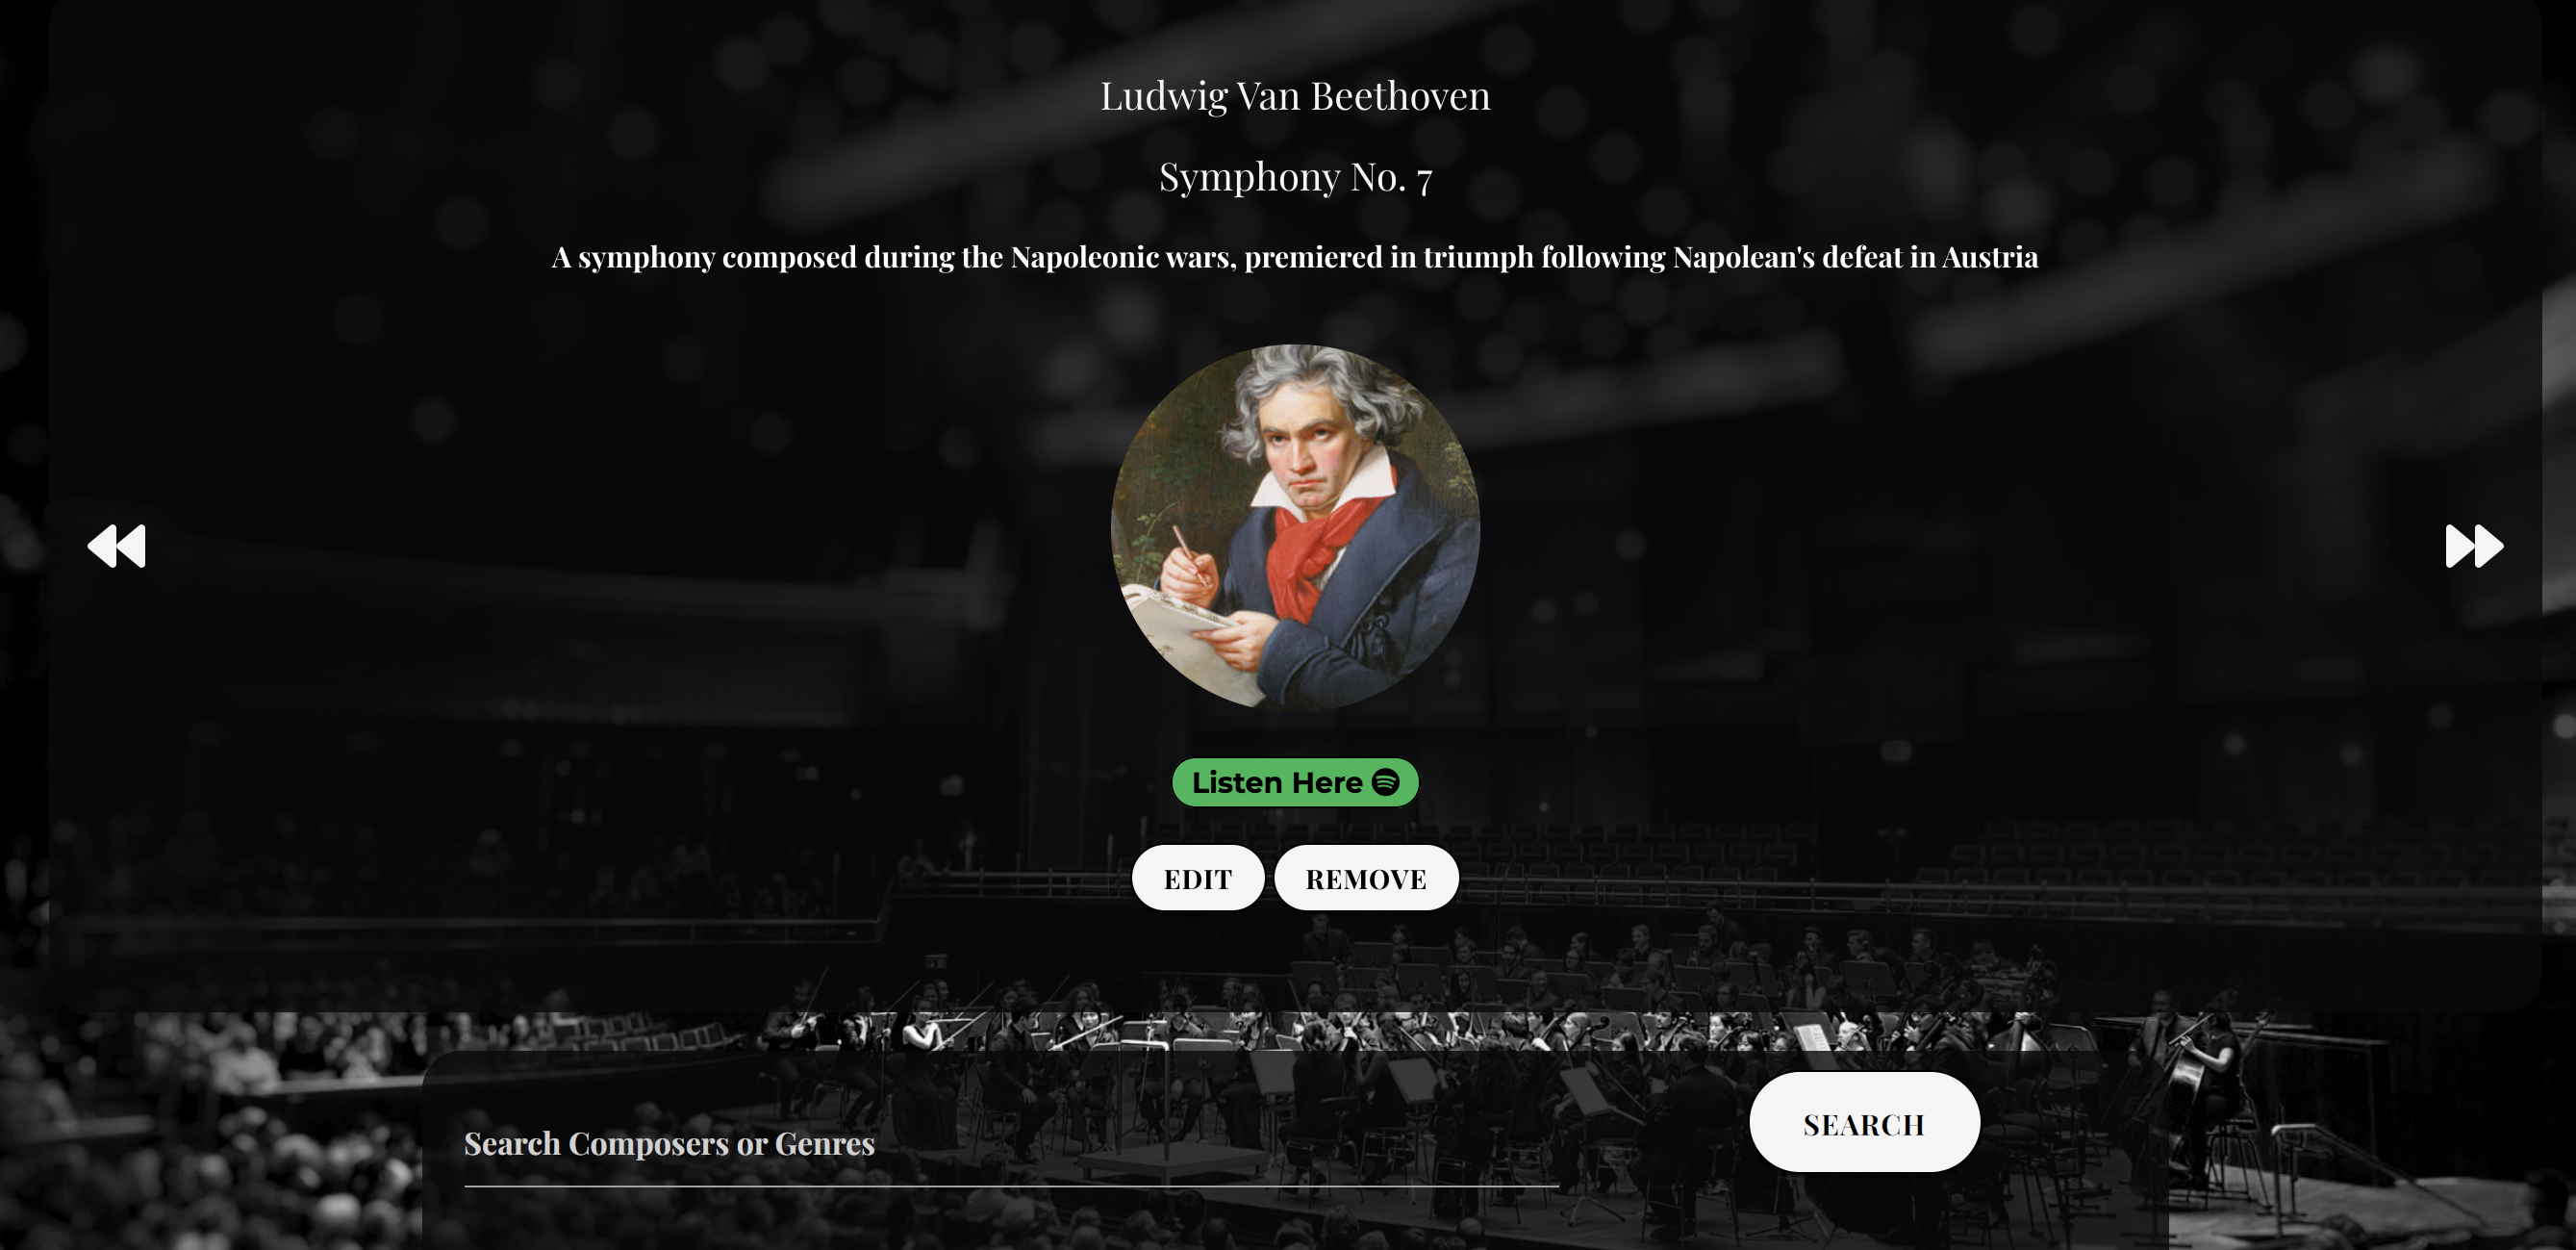 Ludwig Van Beethoven
Symphony No. 7
A symphony composed during the Napoleonic wars, premiered in triumph following Napolean's defeat in Austria
Listen Here
EDIT REMOVE
Search Composers or Genres
SEARCH